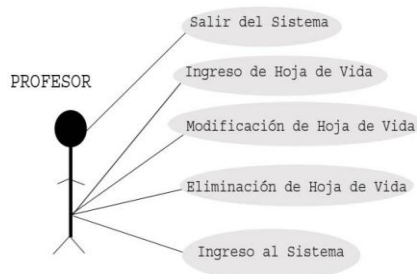 Salir del Sistema
Ingreso de Hoja de Vida
PROFESOR
Modificación de Hoja de Vida
Eliminación de Hoja de Vida
Ingreso al Sistema